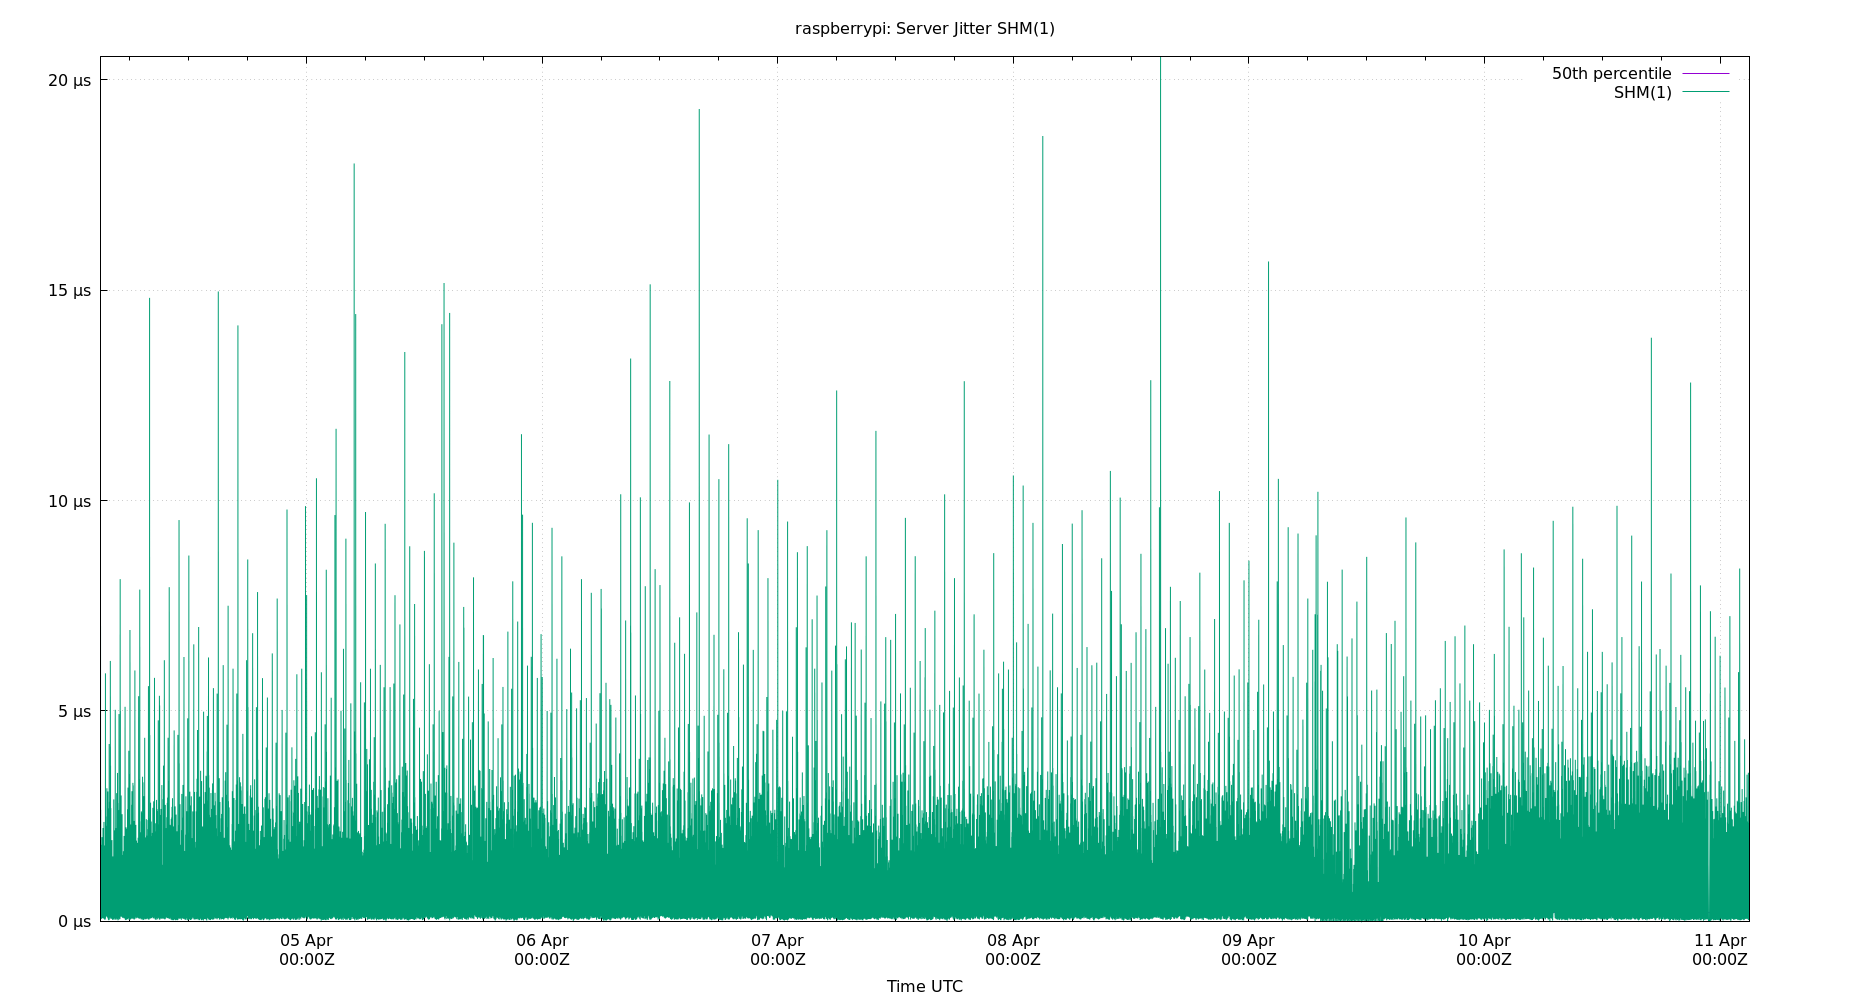 raspberrypi: Server Jitter SHM(1)
50th percentile
SHM(1)
20 µs
15 µs
10 µs
5 µs
0 µs
05 Apr 06 Apr 07 Apr 08 Apr 09 Apr 10 Apr 11 Apr
00:00Z 00:00Z 00:00Z 00:00Z 00:00Z 00:00Z 00:00Z
Time UTC